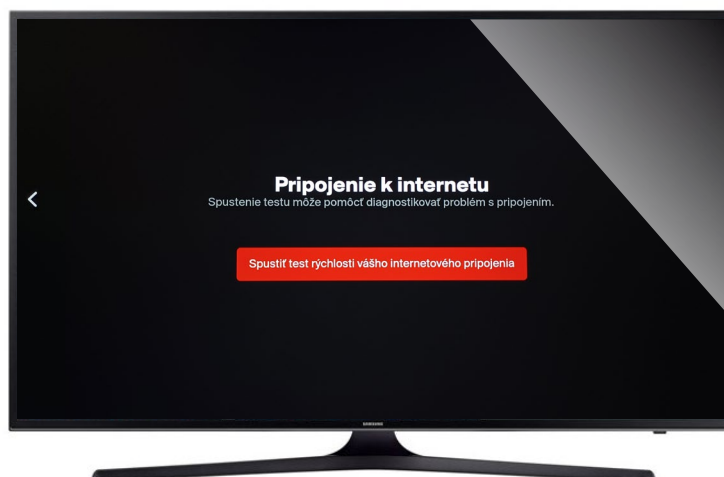 Pripojenie k internetu
Spustenie testu môže pomôcť diagnostikovať problém s pripojením.
Spustiť test rýchlosti vášho internetového pripojenia
SAMSUNG